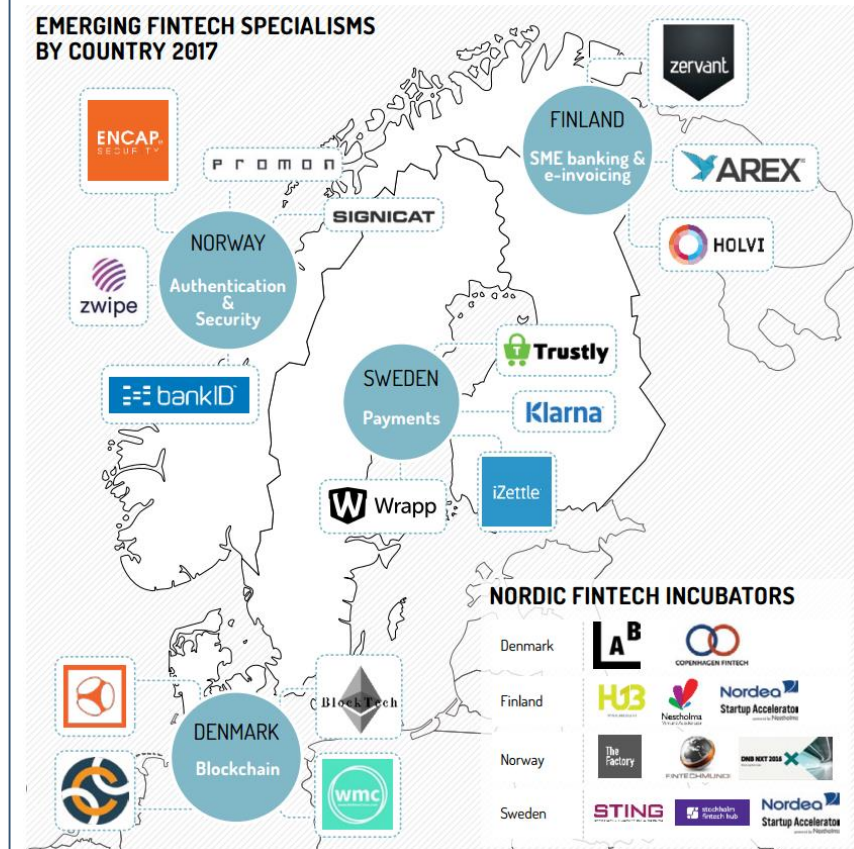 EMERGING FINTECH SPECIALISMS
BY COUNTRY 2017
zervant
ENCAP
SECURITY
FINLAND
SME banking &
e-invoicing
promon
AREX
SIGNICAT
NORWAY
Authentication
&
Security
HOLVI
zwipe
T Trustly
SWEDEN
Payments
bankID
Klarna
iZettle
W Wrapp
NORDIC FINTECH INCUBATORS
Denmark
LAB
COPENHAGEN FINTECH
BlockTech
DENMARK
Blockchain
Finland
HUB
Nestholma
Nordea
Startup Accelerator
wmc
Norway
The
Factory
FINTECHMUNDI
DNB NXT 2016
Sweden
STING
stockholm
fintech hub
Nordea
Startup Accelerator